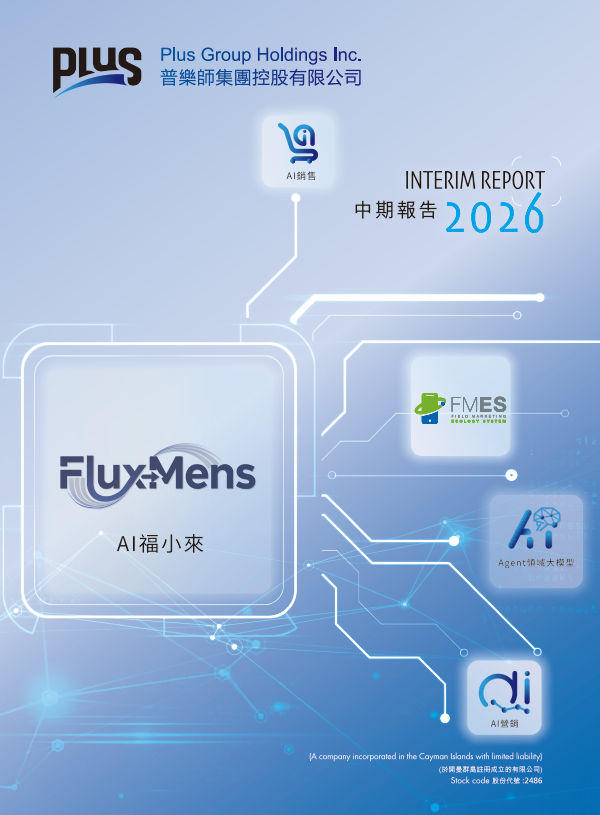 PLUS
Plus Group Holdings Inc.
普樂師集團控股有限公司
AI銷售
INTERIM REPORT
中期報告 2026
FMES
FIELD MARKETING
ECOLOGY SYSTEM
Flux+Mens
AI福小來
AI
Agent領域大模型
ai
AI營銷
(A company incorporated in the Cayman Islands with limited liability)
(於開曼群島註冊成立的有限公司)
Stock code 股份代號 :2486